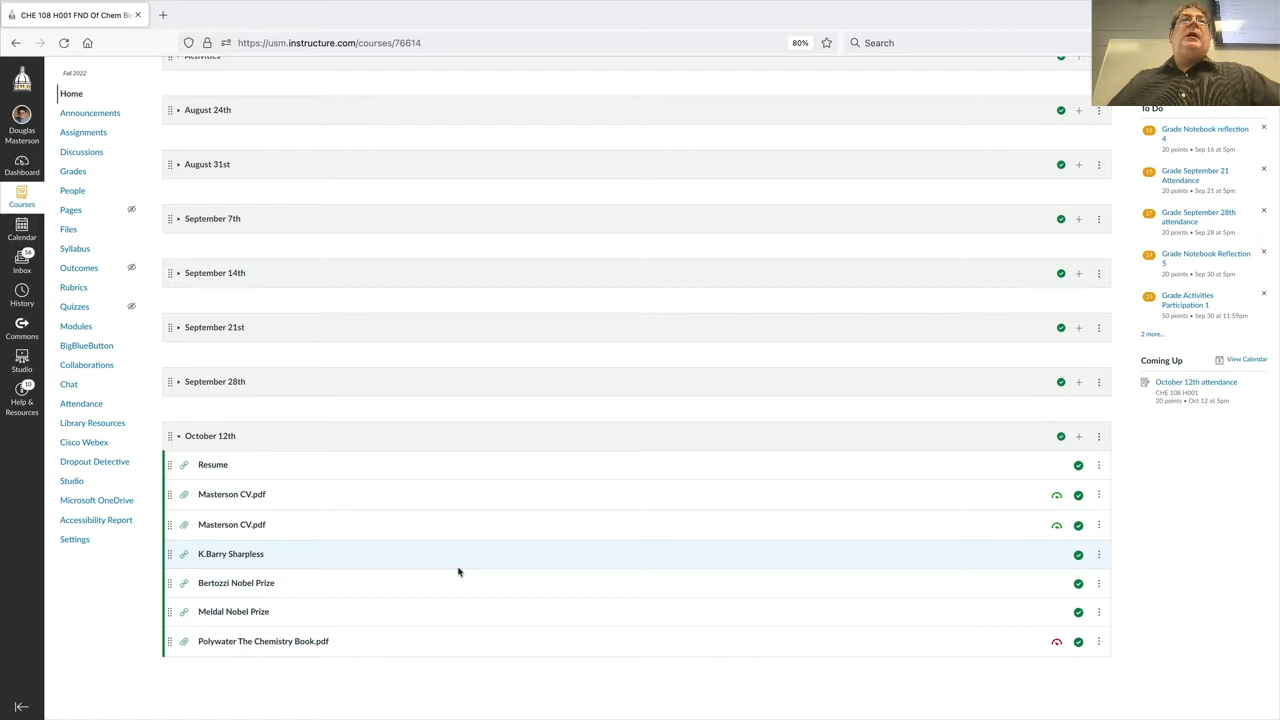 CHE 108 H001 FND Of Chem Bi
https://usm.instructure.com/courses/76614
80%
Search
Fall 2022
Home
Announcements
Assignments
Discussions
Grades
People
Pages
Files
Syllabus
Outcomes
Rubrics
Quizzes
Modules
BigBlueButton
Collaborations
Chat
Attendance
Library Resources
Cisco Webex
Dropout Detective
Studio
Microsoft OneDrive
Accessibility Report
Settings
Douglas
Masterson
Dashboard
Courses
Calendar
56
Inbox
History
Commons
Studio
10
Help &
Resources
Activities
August 24th
August 31st
September 7th
September 14th
September 21st
September 28th
October 12th
Resume
Masterson CV.pdf
Masterson CV.pdf
K.Barry Sharpless
Bertozzi Nobel Prize
Meldal Nobel Prize
Polywater The Chemistry Book.pdf
To Do
Grade Notebook reflection
4
20 points • Sep 16 at 5pm
Grade September 21
Attendance
20 points • Sep 21 at 5pm
17
Grade September 28th
attendance
20 points • Sep 28 at 5pm
19
Grade Notebook Reflection
5
20 points • Sep 30 at 5pm
Grade Activities
Participation 1
50 points • Sep 30 at 11:59pm
2 more...
Coming Up
View Calendar
October 12th attendance
CHE 108 H001
20 points • Oct 12 at 5pm